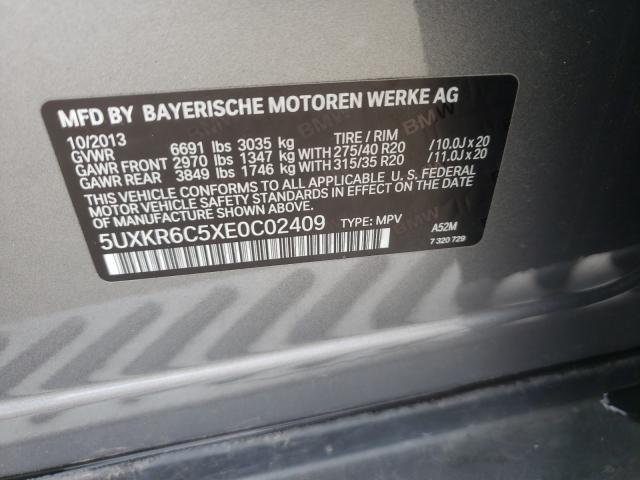 MFD BY BAYERISCHE MOTOREN WERKE AG
10/2013 TIRE / RIM
GVWR 6691 lbs 3035 kg
GAWR FRONT 2970 lbs 1347 kg WITH 275/40 R20 /10.0J x 20
GAWR REAR 3849 lbs 1746 kg WITH 315/35 R20 /11.0J x 20
THIS VEHICLE CONFORMS TO ALL APPLICABLE U.S. FEDERAL
MOTOR VEHICLE SAFETY STANDARDS IN EFFECT ON THE DATE
OF MANUFACTURE SHOWN ABOVE.
5UXKR6C5XE0C02409 TYPE: MPV A52M
7 320 729
BMW
BMW
BMW